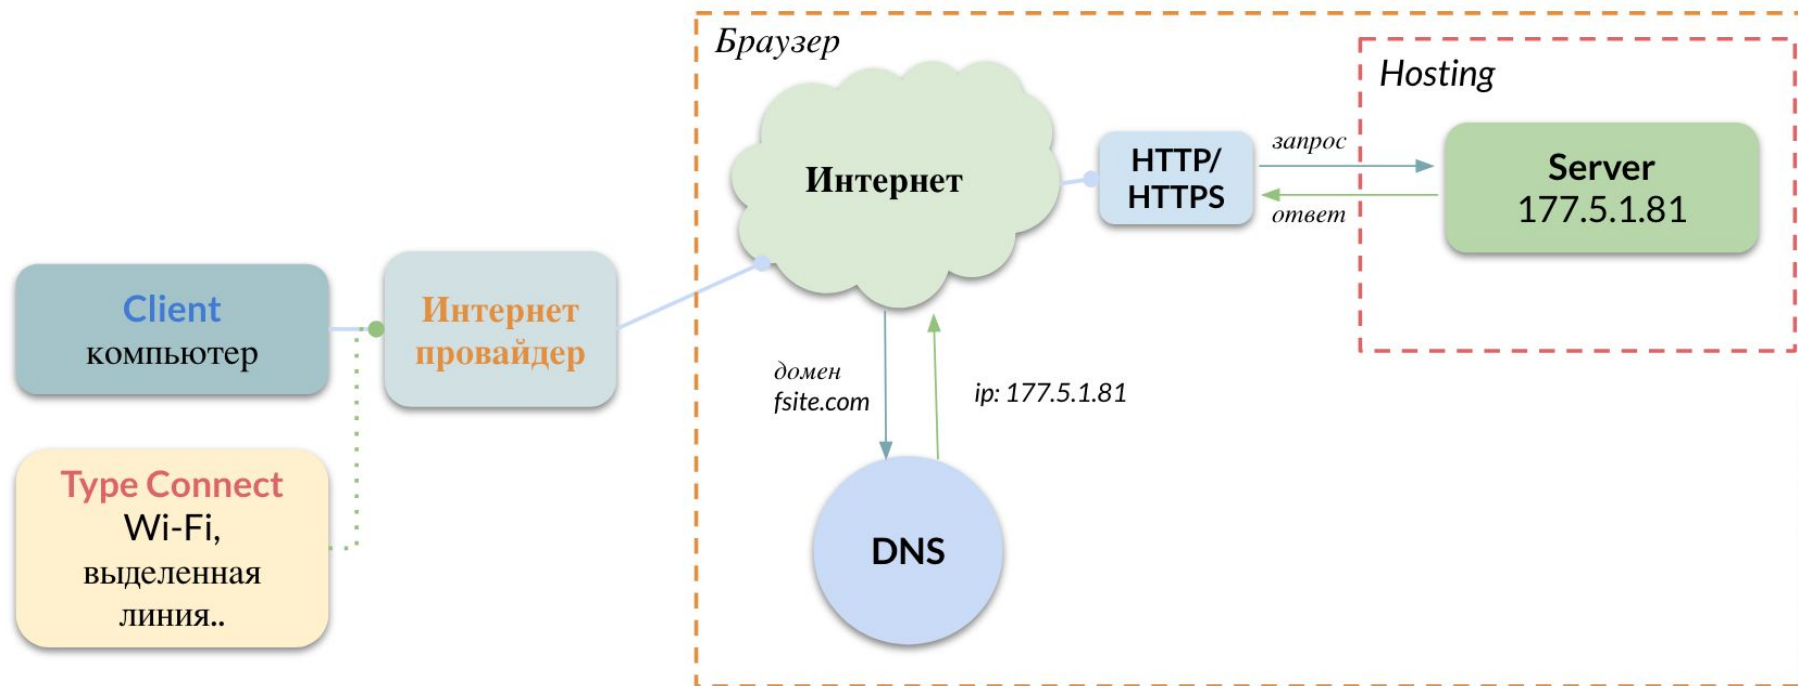 Браузер
Hosting
Интернет
HTTP/
HTTPS
запрос
ответ
Server
177.5.1.81
Client
компьютер
Интернет
провайдер
домен
fsite.com
ip: 177.5.1.81
Type Connect
Wi-Fi,
выделенная
линия..
DNS